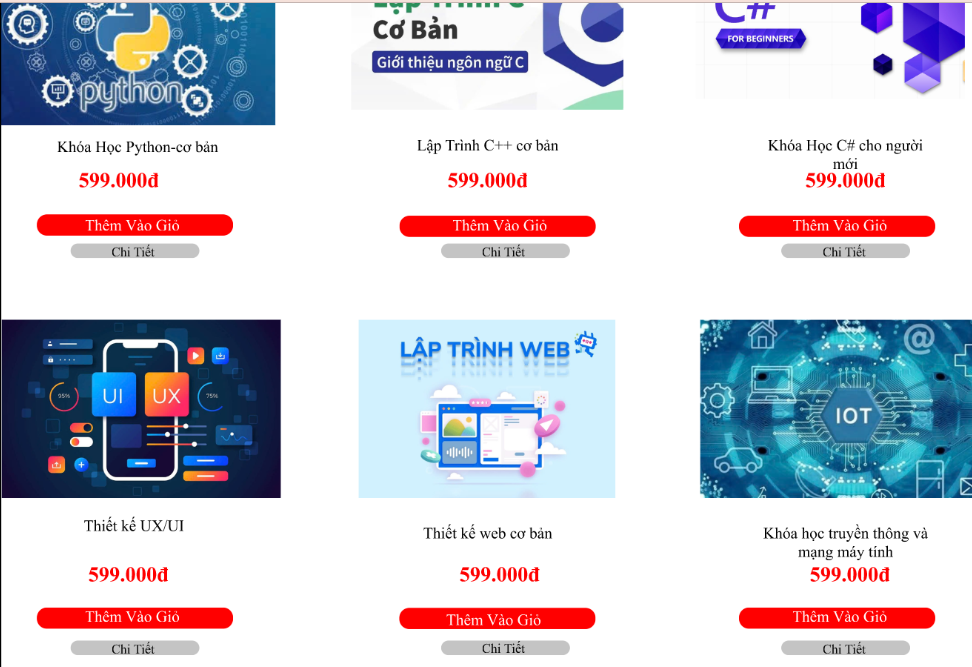 python
Lập Trình C
Cơ Bản
Giới thiệu ngôn ngữ C
C#
FOR BEGINNERS
Khóa Học Python-cơ bản
599.000đ
Thêm Vào Giỏ
Chi Tiết
Lập Trình C++ cơ bản
599.000đ
Thêm Vào Giỏ
Chi Tiết
Khóa Học C# cho người
mới
599.000đ
Thêm Vào Giỏ
Chi Tiết
UI
UX
95%
75%
LẬP TRÌNH WEB
IOT
@
Thiết kế UX/UI
599.000đ
Thêm Vào Giỏ
Chi Tiết
Thiết kế web cơ bản
599.000đ
Thêm Vào Giỏ
Chi Tiết
Khóa học truyền thông và
mạng máy tính
599.000đ
Thêm Vào Giỏ
Chi Tiết